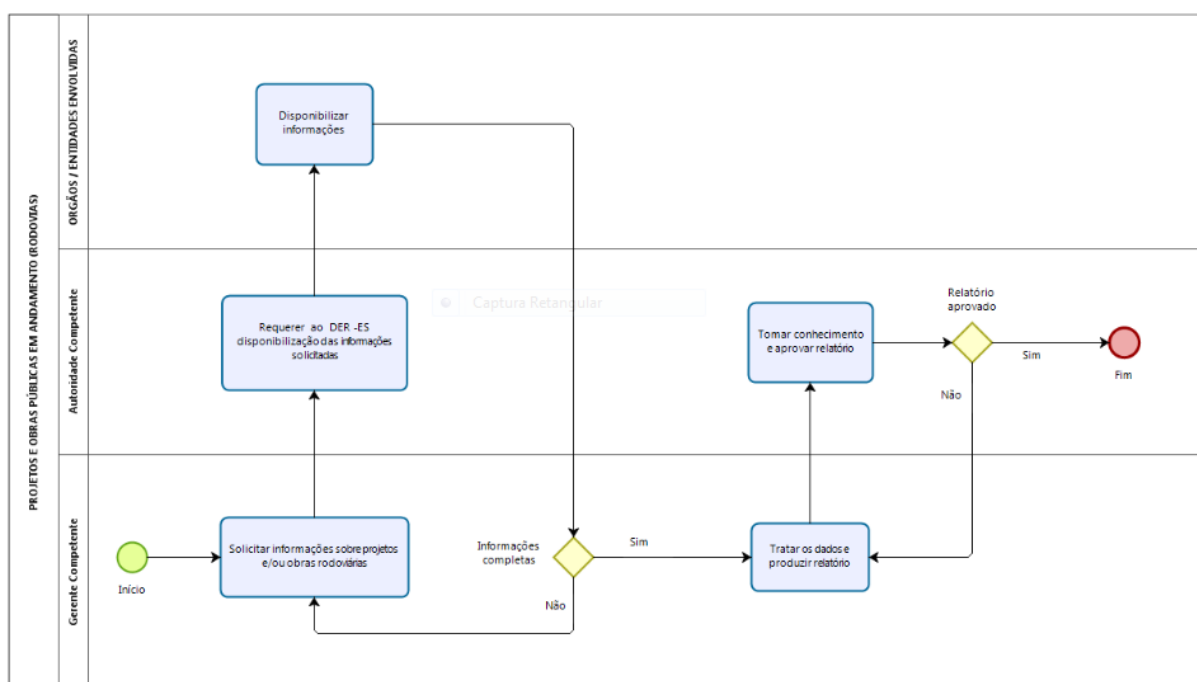 PROJETOS E OBRAS PÚBLICAS EM ANDAMENTO (RODOVIAS)
ORGÃOS / ENTIDADES ENVOLVIDAS
Disponibilizar
informações
Autoridade Competente
Requerer ao DER -ES
disponibilização das informações
solicitadas
Captura Retangular
Tomar conhecimento
e aprovar relatório
Relatório
aprovado
Sim
Fim
Não
Gerente Competente
Início
Solicitar informações sobre projetos
e/ou obras rodoviárias
Informações
completas
Sim
Não
Tratar os dados e
produzir relatório